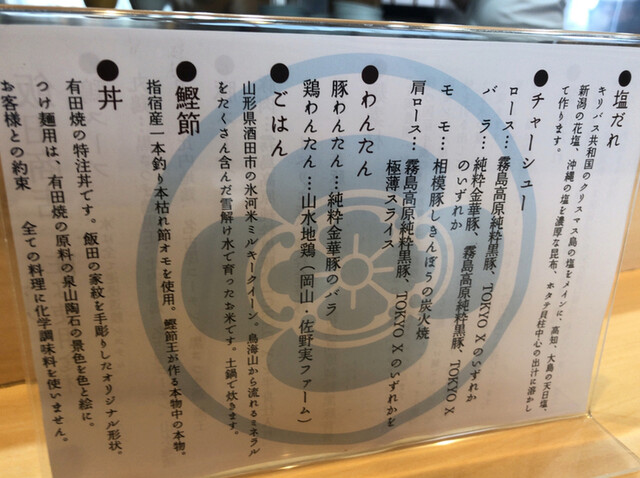 ●塩だれ
キリバス共和国のクリスマス島の塩をメインに、高知、大島の天日塩、
新潟の花塩、沖縄の塩を濃厚な昆布、ホタテ貝柱中心の出汁に溶かし
て作ります。
●チャーシュー
ロース…霧島高原純粋黒豚、TOKYO Xのいずれか
バラ…純粋金華豚、霧島高原純粋黒豚、TOKYO X
のいずれか
モモ…相模豚しきんぼうの炭火焼
肩ロース…霧島高原純粋黒豚、TOKYO Xのいずれかを
極薄スライス
●わんたん
豚わんたん…純粋金華豚のバラ
鶏わんたん…山水地鶏(岡山・佐野実ファーム)
●ごはん
山形県酒田市の氷河米ミルキークイーン。鳥海山から流れるミネラル
をたくさん含んだ雪解け水で育ったお米です。土鍋で炊きます。
●鰹節
指宿産一本釣り本枯れ節オモを使用。鰹節王が作る本物中の本物。
●丼
有田焼の特注丼です。飯田の家紋を手彫りしたオリジナル形状。
つけ麺用は、有田焼の原料の泉山陶石の景色を色と絵に。
お客様との約束 全ての料理に化学調味料を使いません。